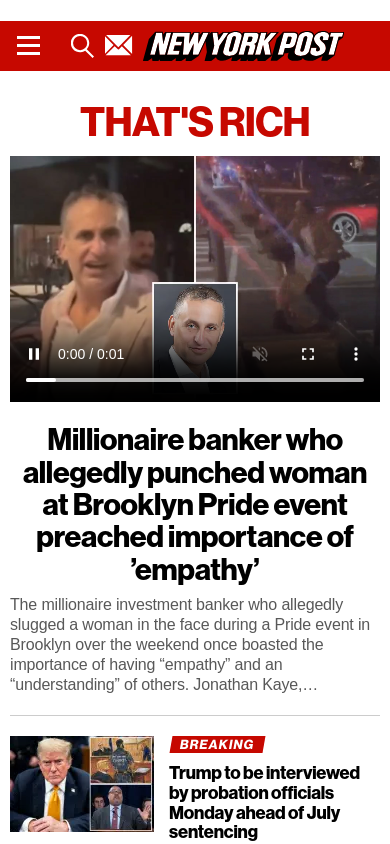 NEW YORK POST
THAT'S RICH
0:00 / 0:01
Millionaire banker who
allegedly punched woman
at Brooklyn Pride event
preached importance of
’empathy’
The millionaire investment banker who allegedly
slugged a woman in the face during a Pride event in
Brooklyn over the weekend once boasted the
importance of having “empathy” and an
“understanding” of others. Jonathan Kaye,…
BREAKING
Trump to be interviewed
by probation officials
Monday ahead of July
sentencing